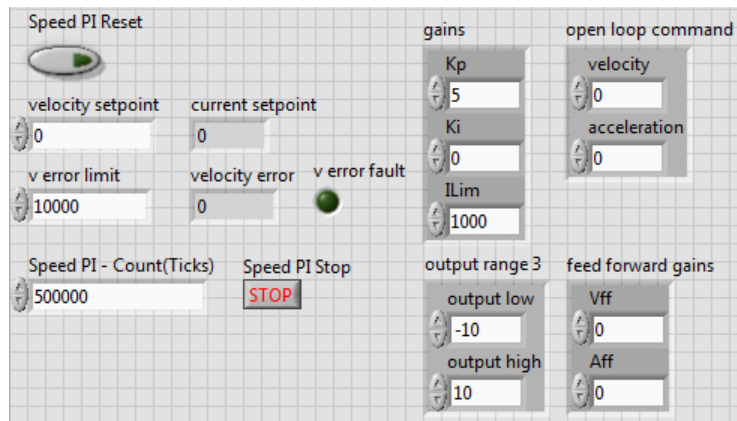 Speed PI Reset
velocity setpoint
0
current setpoint
0
v error limit
10000
velocity error
0
v error fault
Speed PI - Count(Ticks)
500000
Speed PI Stop
STOP
gains
Kp
5
Ki
0
ILim
1000
open loop command
velocity
0
acceleration
0
output range 3
output low
-10
output high
10
feed forward gains
Vff
0
Aff
0